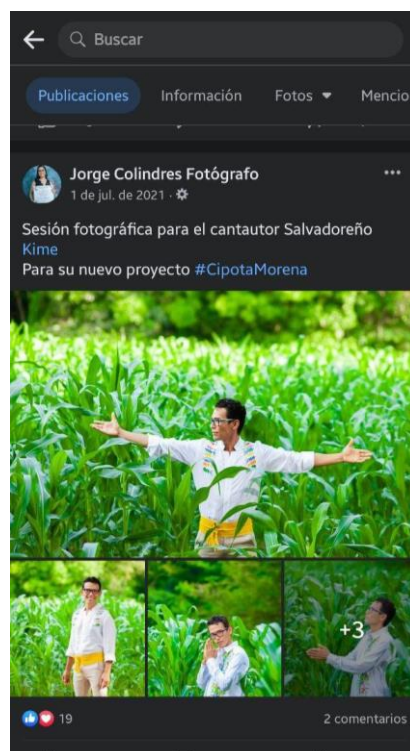 Buscar
Publicaciones Información Fotos Mencio
Jorge Colindres Fotógrafo
1 de jul. de 2021 ·
Sesión fotográfica para el cantautor Salvadoreño
Kime
Para su nuevo proyecto #CipotaMorena
+3
19 2 comentarios